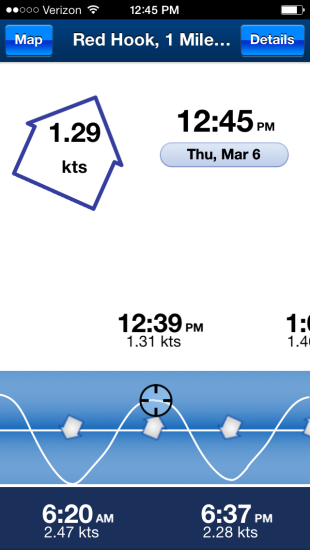 Verizon 12:45 PM
Map Red Hook, 1 Mile... Details
1.29
kts
12:45 PM
Thu, Mar 6
12:39 PM
1.31 kts
6:20 AM
2.47 kts
6:37 PM
2.28 kts